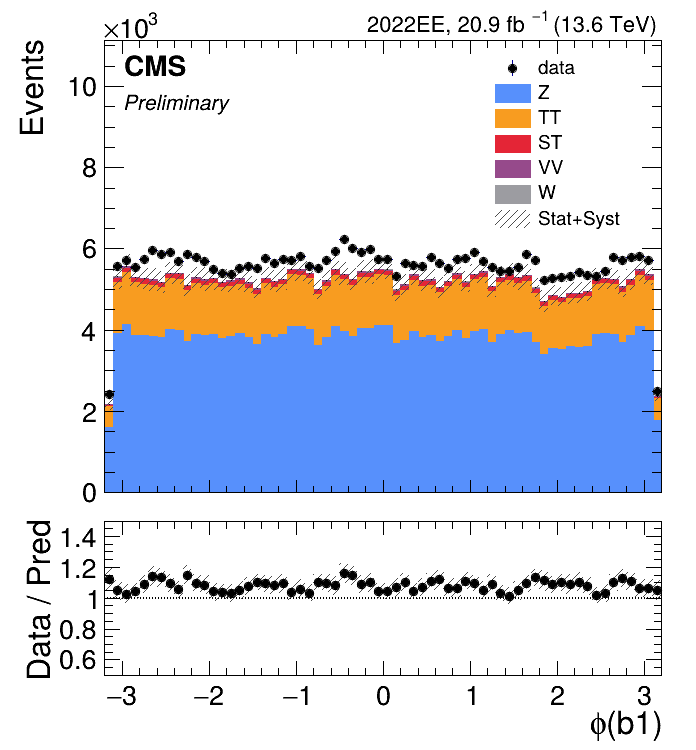 ×10³
2022EE, 20.9 fb ⁻¹ (13.6 TeV)
CMS
Preliminary
data
Z
TT
ST
VV
W
Stat+Syst
Events
10
8
6
4
2
0
Data / Pred
1.4
1.2
1
0.8
0.6
−3 −2 −1 0 1 2 3
ϕ(b1)